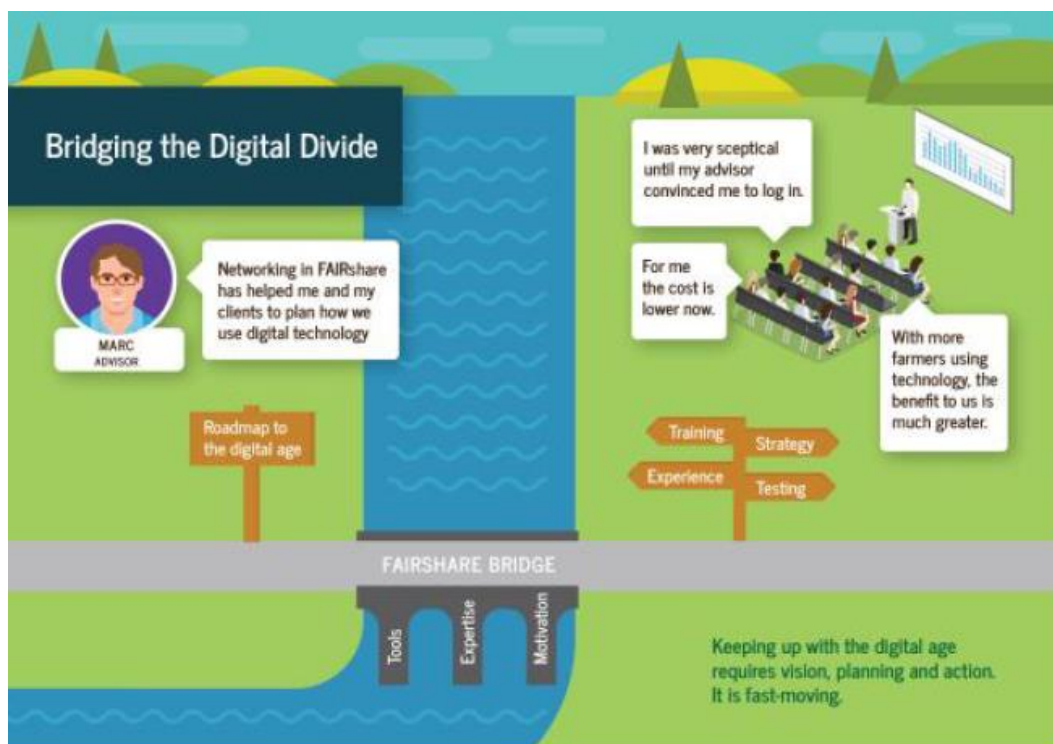 Bridging the Digital Divide
Networking in FAIRshare
has helped me and my
clients to plan how we
use digital technology
MARC
ADVISOR
I was very sceptical
until my advisor
convinced me to log in.
For me
the cost is
lower now.
With more
farmers using
technology, the
benefit to us is
much greater.
Roadmap to
the digital age
Training
Strategy
Experience
Testing
FAIRSHARE BRIDGE
Tools
Expertise
Motivation
Keeping up with the digital age
requires vision, planning and action.
It is fast-moving.